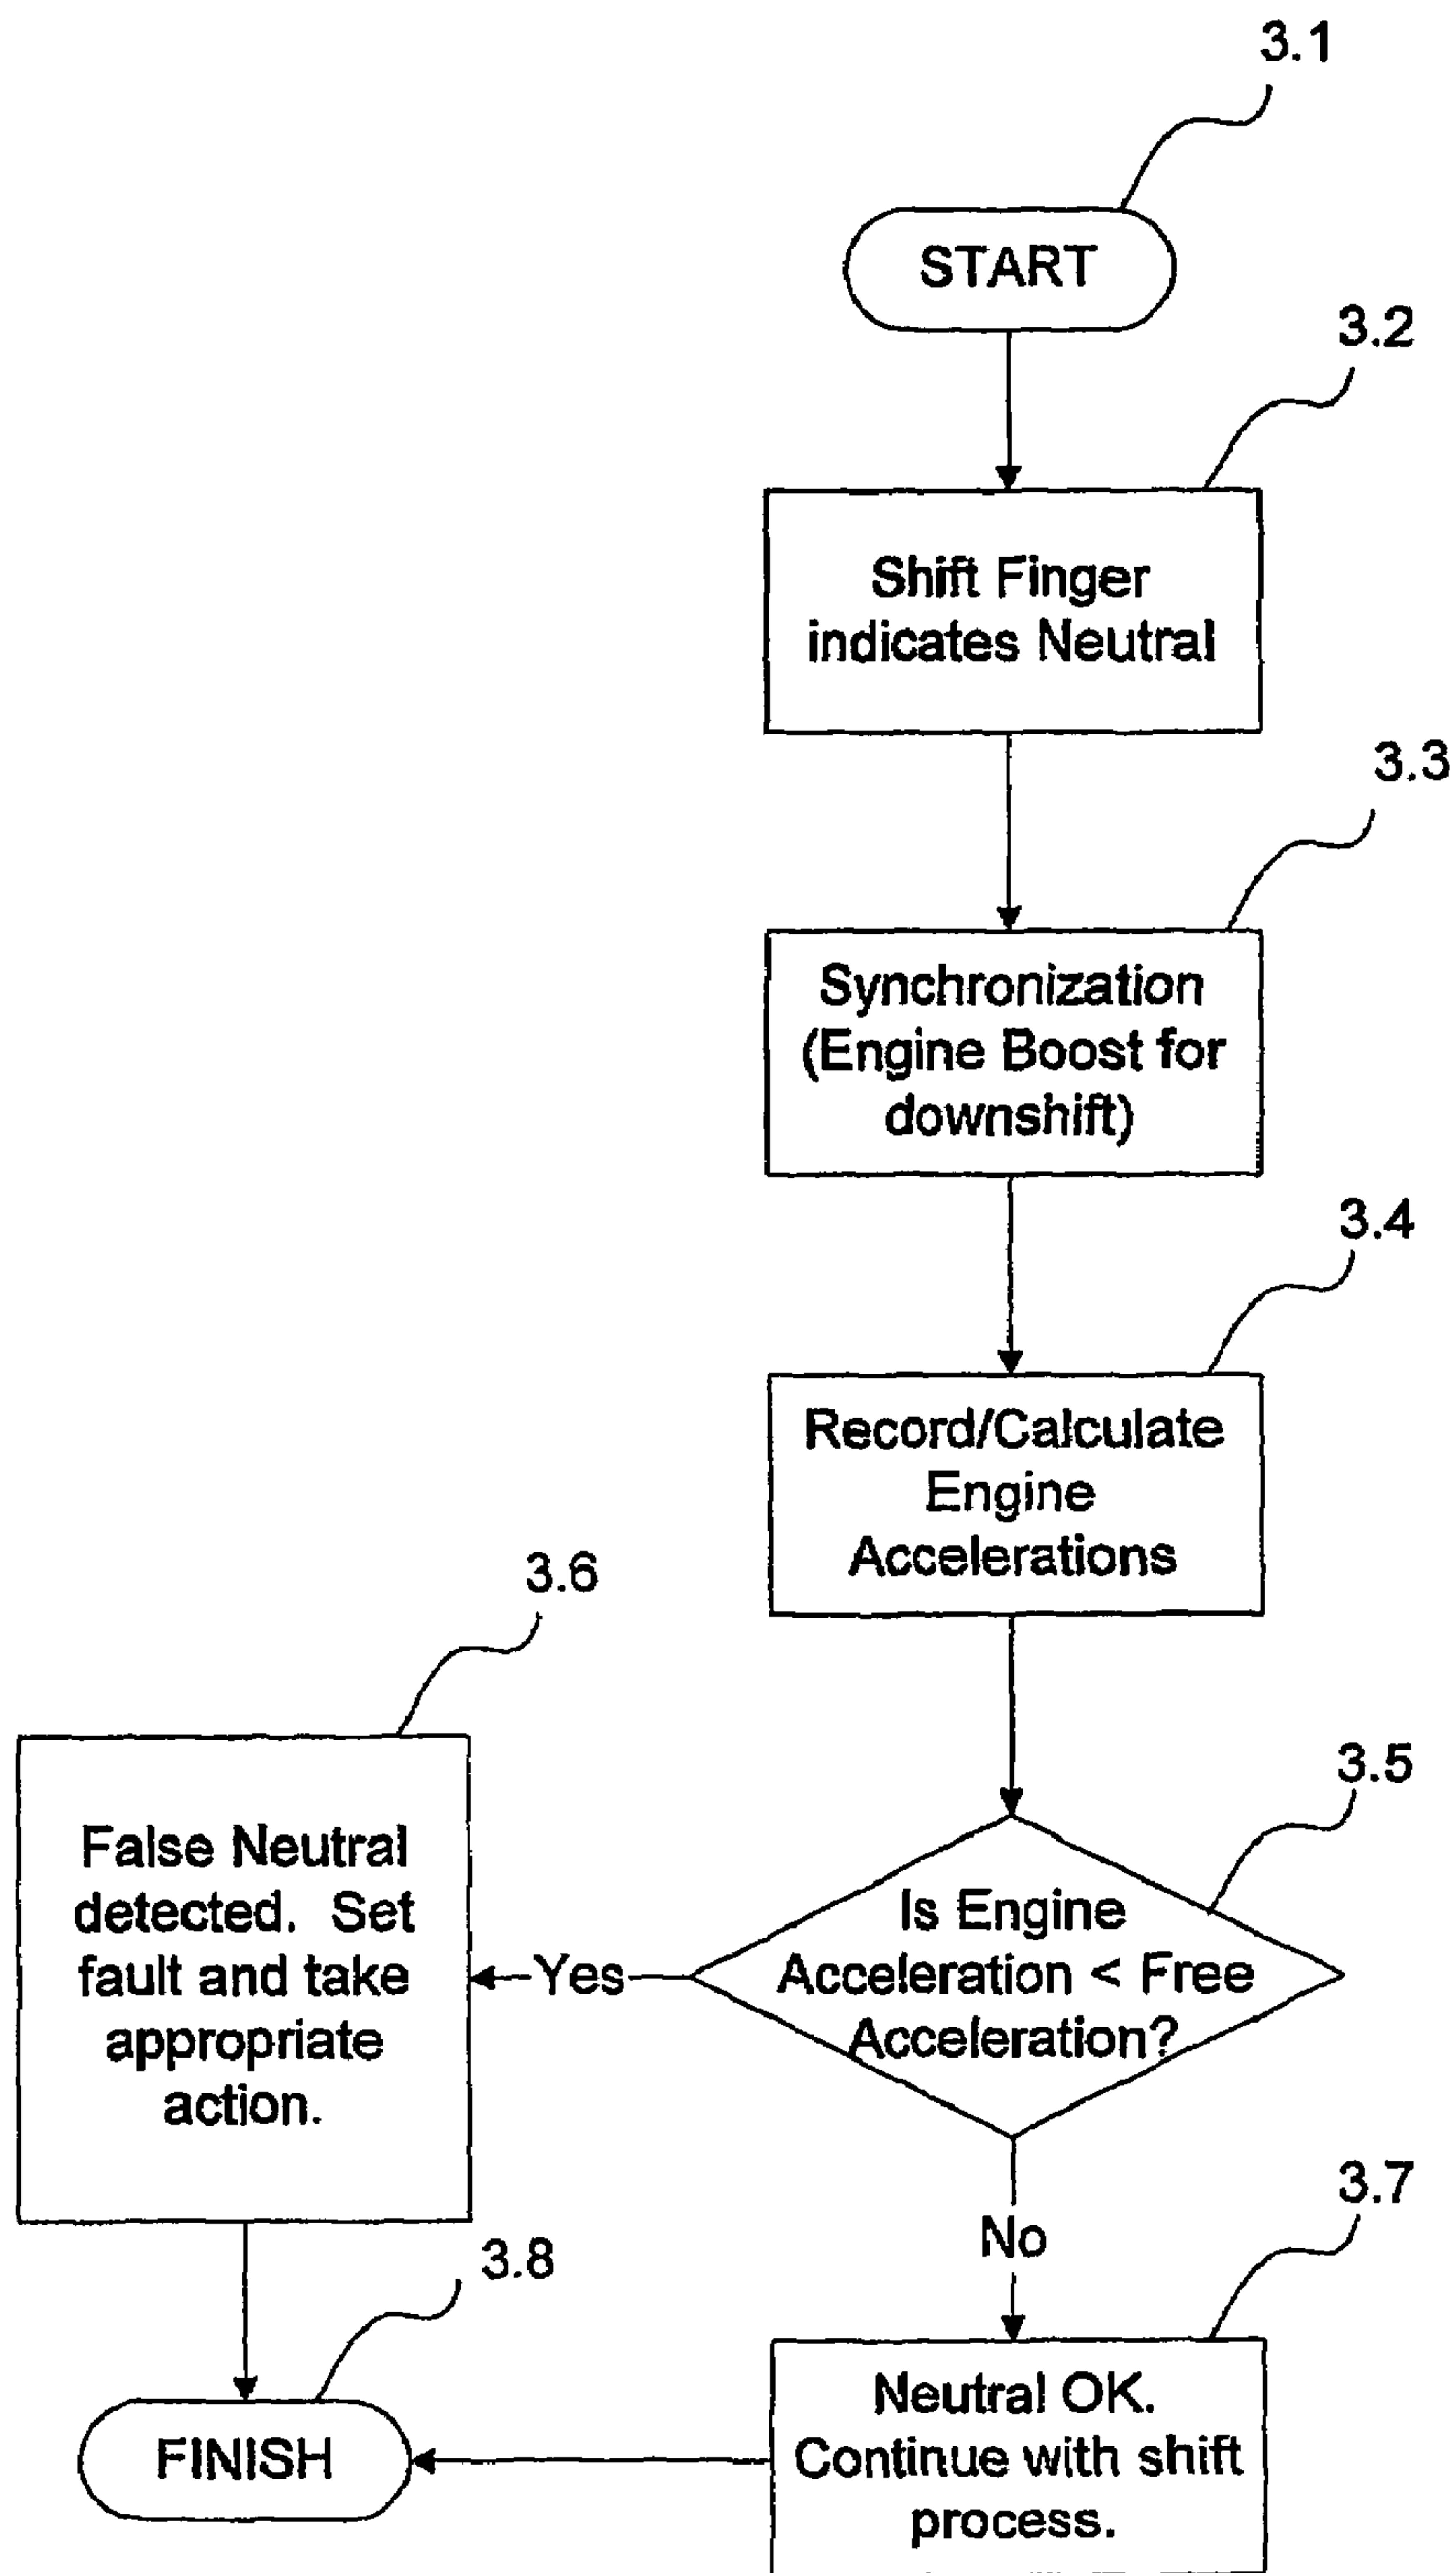 3.1
START
3.2
Shift Finger
indicates Neutral
3.3
Synchronization
(Engine Boost for
downshift)
3.4
Record/Calculate
Engine
Accelerations
3.5
Is Engine
Acceleration < Free
Acceleration?
Yes
3.6
False Neutral
detected. Set
fault and take
appropriate
action.
No
3.7
Neutral OK.
Continue with shift
process.
3.8
FINISH